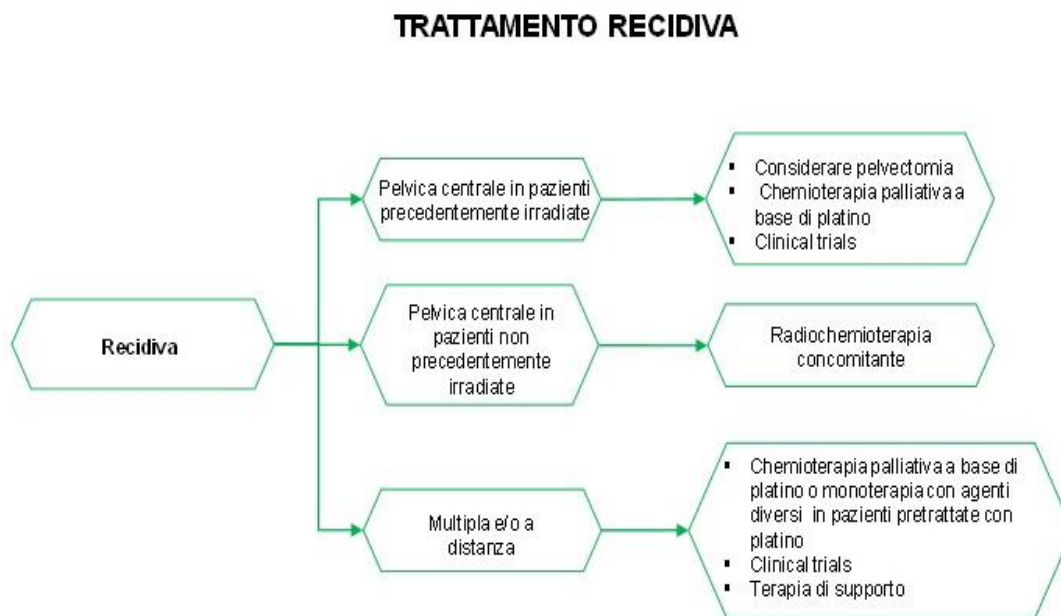 TRATTAMENTO RECIDIVA
Pelvica centrale in pazienti
precedentemente irradiate
▪ Considerare pelvectomia
▪ Chemioterapia palliativa a
base di platino
▪ Clinical trials
Recidiva
Pelvica centrale in
pazienti non
precedentemente
irradiate
Radiochemioterapia
concomitante
Multipla e/o a
distanza
▪ Chemioterapia palliativa a base di
platino o monoterapia con agenti
diversi in pazienti pretrattate con
platino
▪ Clinical trials
▪ Terapia di supporto